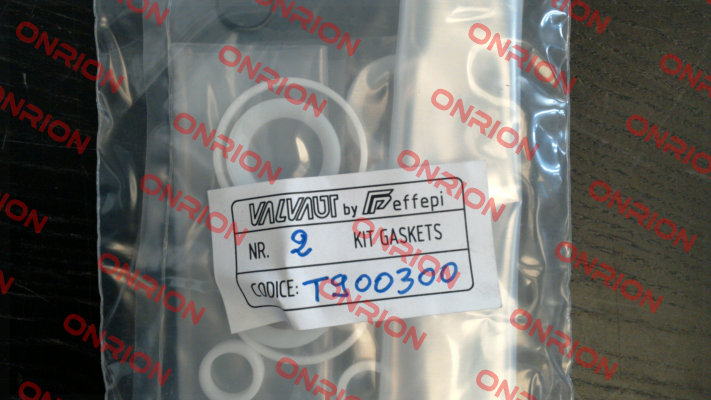 VALVAUT by effepi
NR. 2 KIT GASKETS
CODICE: T900300
ONRION